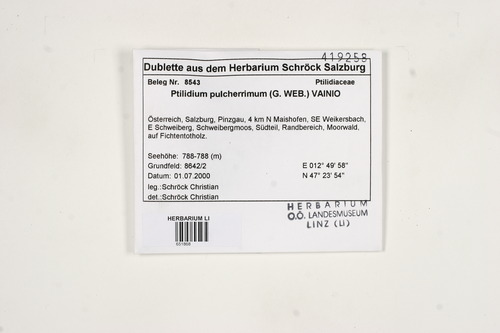 419258
Dublette aus dem Herbarium Schröck Salzburg
Beleg Nr. 8543 Ptilidiaceae
Ptilidium pulcherrimum (G. WEB.) VAINIO
Österreich, Salzburg, Pinzgau, 4 km N Maishofen, SE Weikersbach,
E Schweiberg, Schweibergmoos, Südteil, Randbereich, Moorwald,
auf Fichtentotholz.
Seehöhe: 788-788 (m) E 012° 49' 58"
Grundfeld: 8642/2 N 47° 23' 54"
Datum: 01.07.2000
leg.:Schröck Christian
det.:Schröck Christian
HERBARIUM LI
HERBARIUM
O.Ö. LANDESMUSEUM
LINZ (LI)